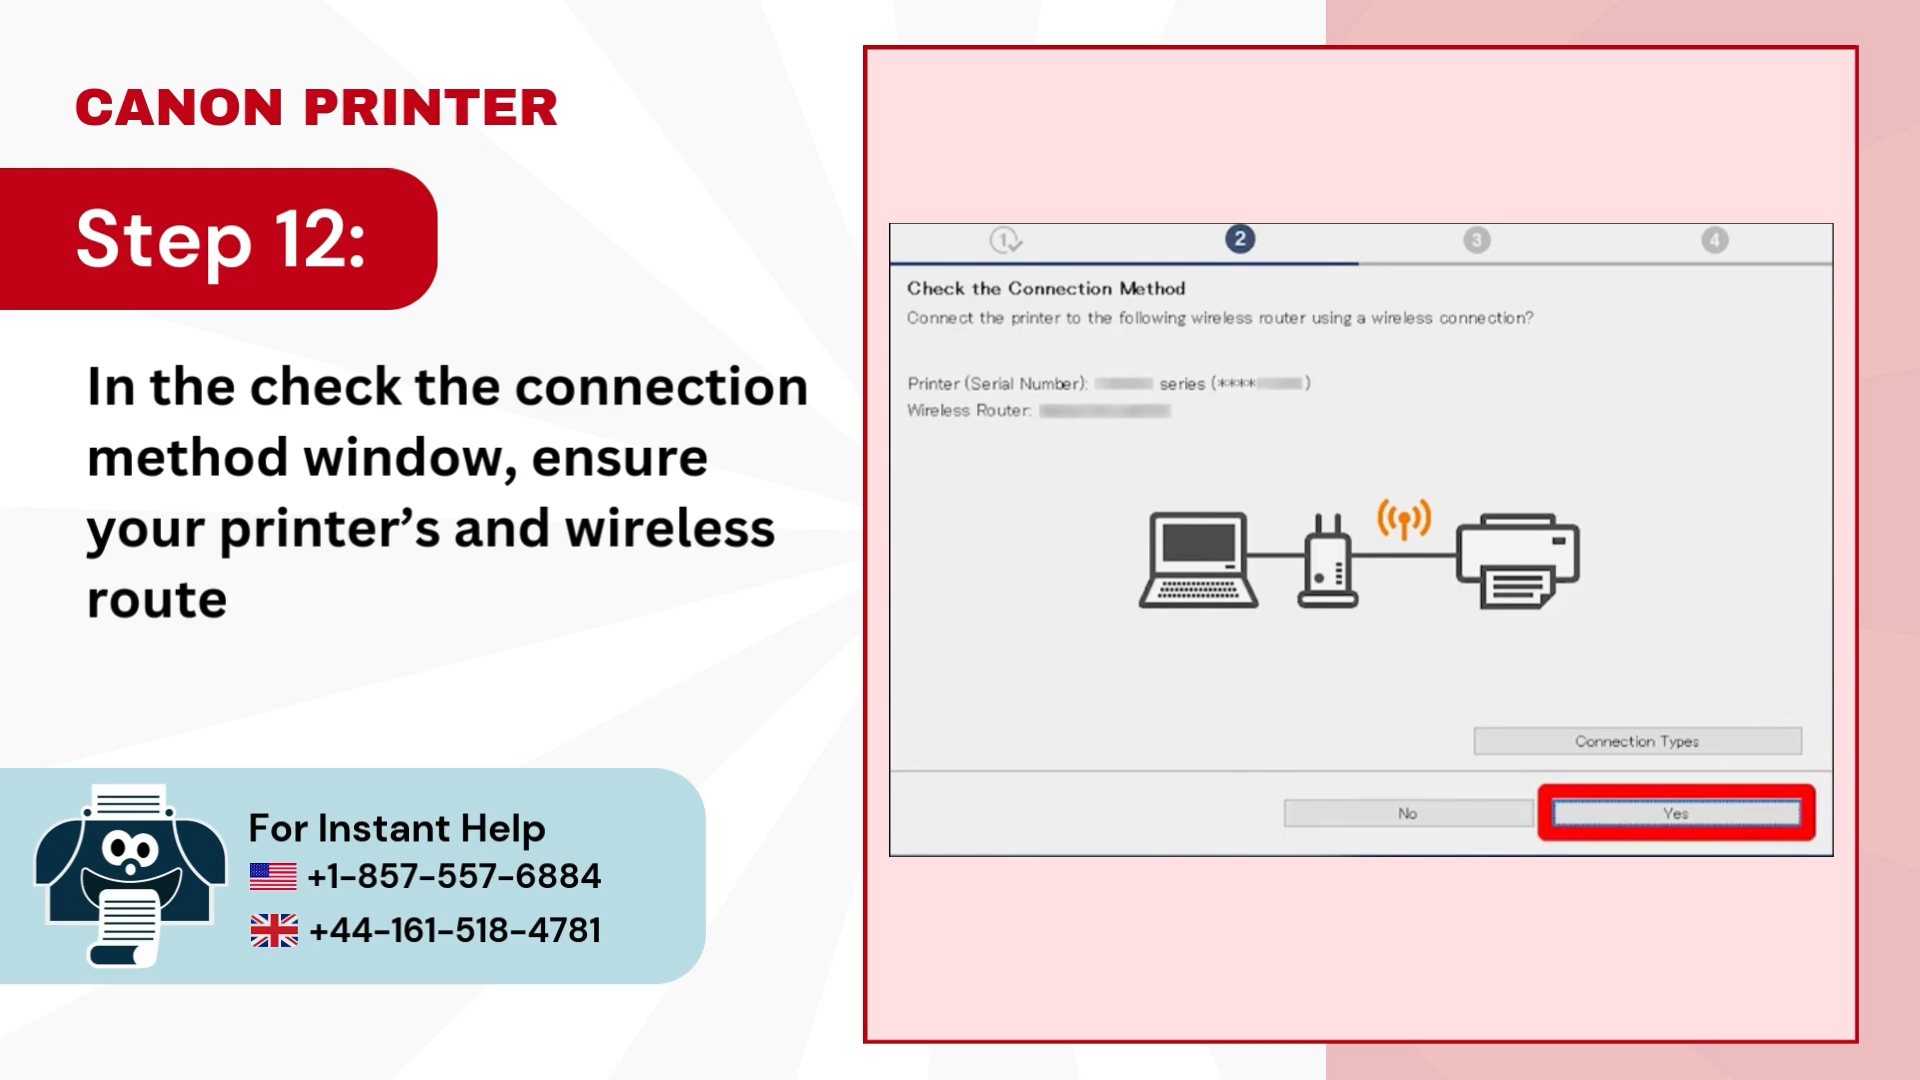 CANON PRINTER
Step 12:
In the check the connection
method window, ensure
your printer’s and wireless
route
For Instant Help
+1-857-557-6884
+44-161-518-4781
1 2 3 4
Check the Connection Method
Connect the printer to the following wireless router using a wireless connection?
Printer (Serial Number): series (**** )
Wireless Router:
Connection Types
No Yes